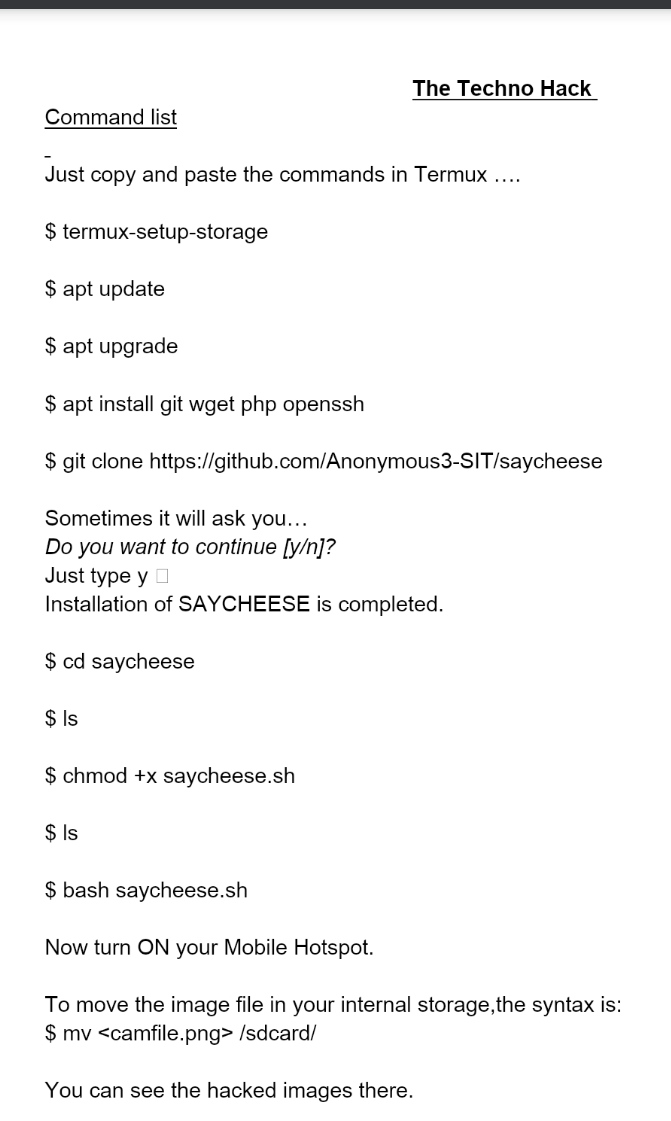 The Techno Hack
Command list
Just copy and paste the commands in Termux ....
$ termux-setup-storage
$ apt update
$ apt upgrade
$ apt install git wget php openssh
$ git clone https://github.com/Anonymous3-SIT/saycheese
Sometimes it will ask you…
Do you want to continue [y/n]?
Just type y
Installation of SAYCHEESE is completed.
$ cd saycheese
$ ls
$ chmod +x saycheese.sh
$ ls
$ bash saycheese.sh
Now turn ON your Mobile Hotspot.
To move the image file in your internal storage,the syntax is:
$ mv <camfile.png> /sdcard/
You can see the hacked images there.